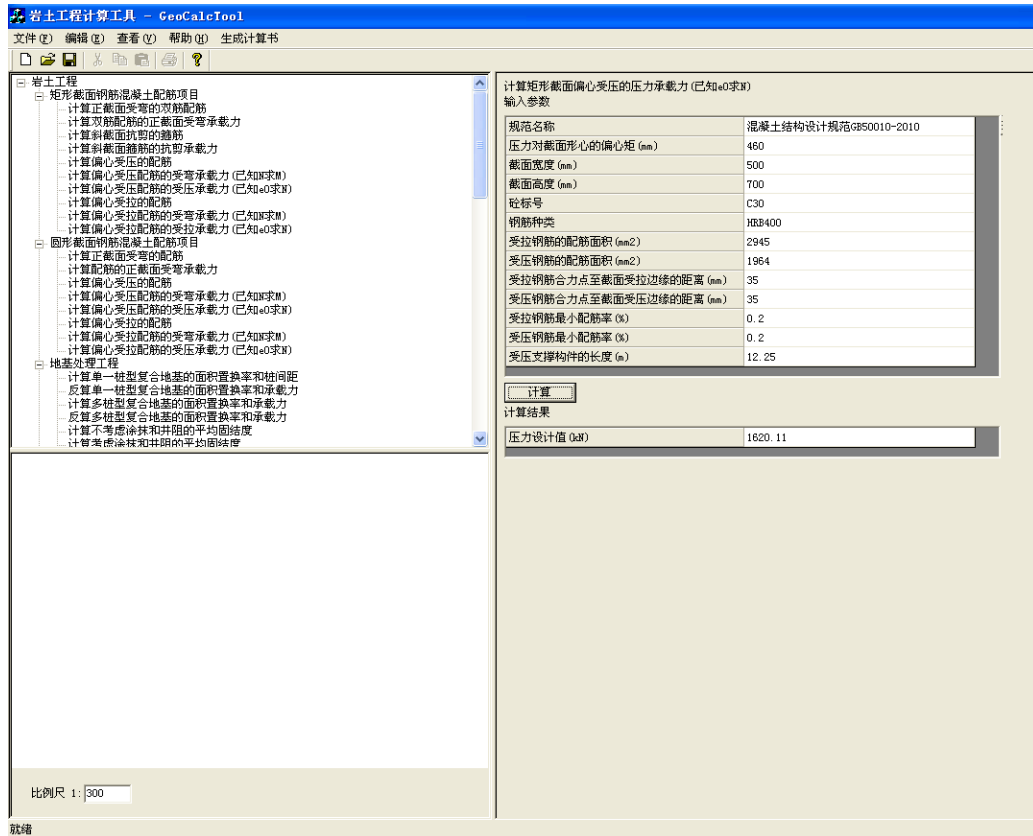 岩土工程计算工具 - GeoCalcTool
文件(F) 编辑(E) 查看(V) 帮助(H) 生成计算书
岩土工程
矩形截面钢筋混凝土配筋项目
计算正截面受弯的双筋配筋
计算双筋配筋的正截面受弯承载力
计算斜截面抗剪的箍筋
计算斜截面箍筋的抗剪承载力
计算偏心受压的配筋
计算偏心受压配筋的受弯承载力(已知N求M)
计算偏心受压配筋的受压承载力(已知e0求N)
计算偏心受拉的配筋
计算偏心受拉配筋的受弯承载力(已知N求M)
计算偏心受拉配筋的受拉承载力(已知e0求N)
圆形截面钢筋混凝土配筋项目
计算正截面受弯的配筋
计算配筋的正截面受弯承载力
计算偏心受压的配筋
计算偏心受压配筋的受弯承载力(已知N求M)
计算偏心受压配筋的受压承载力(已知e0求N)
计算偏心受拉的配筋
计算偏心受拉配筋的受弯承载力(已知N求M)
计算偏心受拉配筋的受压承载力(已知e0求N)
地基处理工程
计算单一桩型复合地基的面积置换率和桩间距
反算单一桩型复合地基的面积置换率和承载力
计算多桩型复合地基的面积置换率和承载力
反算多桩型复合地基的面积置换率和承载力
计算不考虑涂抹和井阻的平均固结度
计算考虑涂抹和井阻的平均固结度
比例尺 1: 300
就绪
计算矩形截面偏心受压的压力承载力(已知e0求N)
输入参数
规范名称 混凝土结构设计规范GB50010-2010
压力对截面形心的偏心矩(mm) 460
截面宽度(mm) 500
截面高度(mm) 700
砼标号 C30
钢筋种类 HRB400
受拉钢筋的配筋面积(mm2) 2945
受压钢筋的配筋面积(mm2) 1964
受拉钢筋合力点至截面受拉边缘的距离(mm) 35
受压钢筋合力点至截面受压边缘的距离(mm) 35
受拉钢筋最小配筋率(%) 0.2
受压钢筋最小配筋率(%) 0.2
受压支撑构件的长度(m) 12.25
计算
计算结果
压力设计值(kN) 1620.11